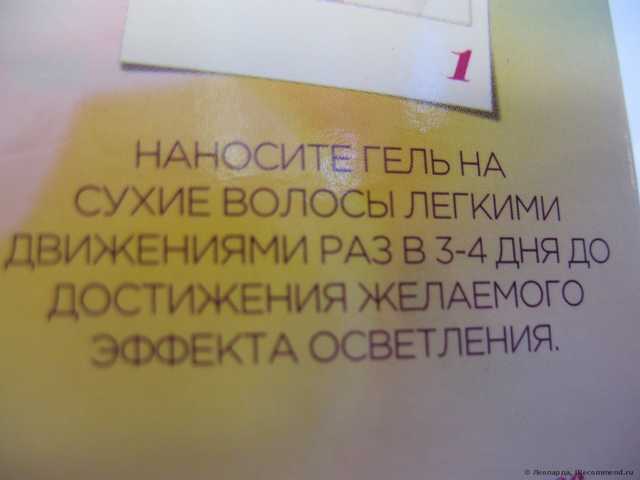 1
НАНОСИТЕ ГЕЛЬ НА
СУХИЕ ВОЛОСЫ ЛЕГКИМИ
ДВИЖЕНИЯМИ РАЗ В 3-4 ДНЯ ДО
ДОСТИЖЕНИЯ ЖЕЛАЕМОГО
ЭФФЕКТА ОСВЕТЛЕНИЯ.
© Леопарда, IRecommend.ru